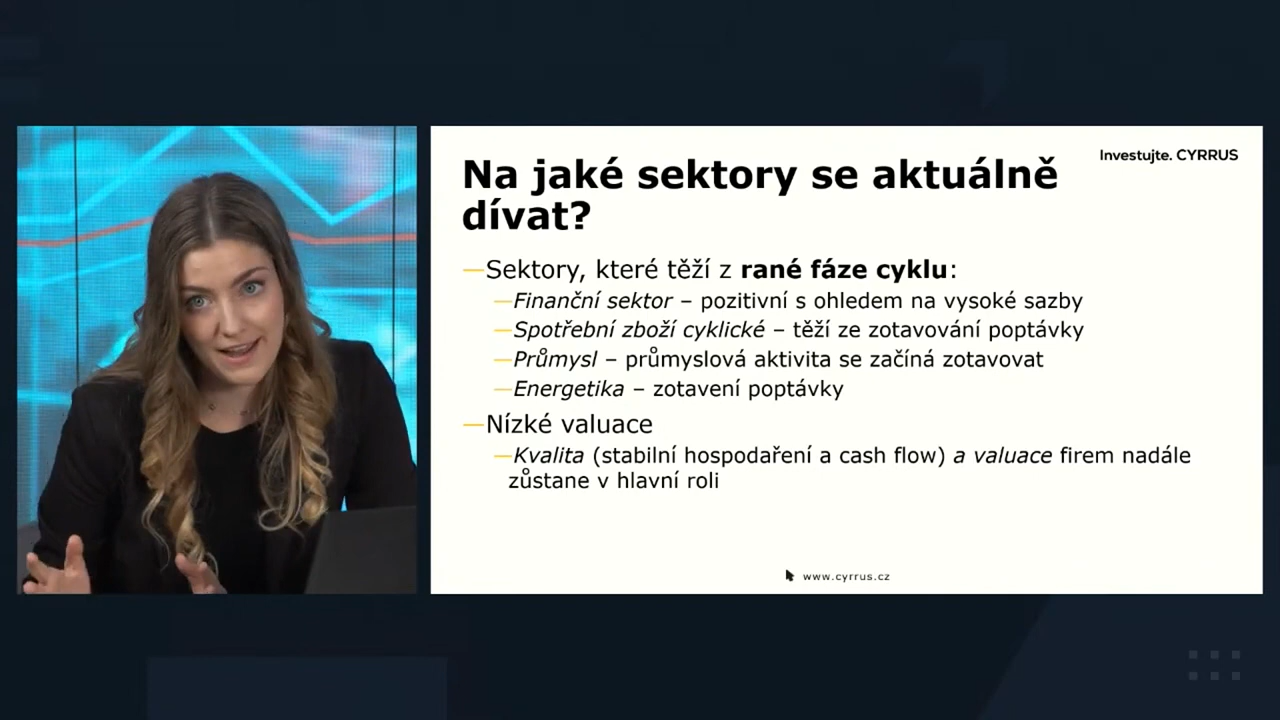 Investujte. CYRRUS
Na jaké sektory se aktuálně
dívat?
—Sektory, které těží z rané fáze cyklu:
—Finanční sektor – pozitivní s ohledem na vysoké sazby
—Spotřební zboží cyklické – těží ze zotavování poptávky
—Průmysl – průmyslová aktivita se začíná zotavovat
—Energetika – zotavení poptávky
—Nízké valuace
—Kvalita (stabilní hospodaření a cash flow) a valuace firem nadále
zůstane v hlavní roli
www.cyrrus.cz